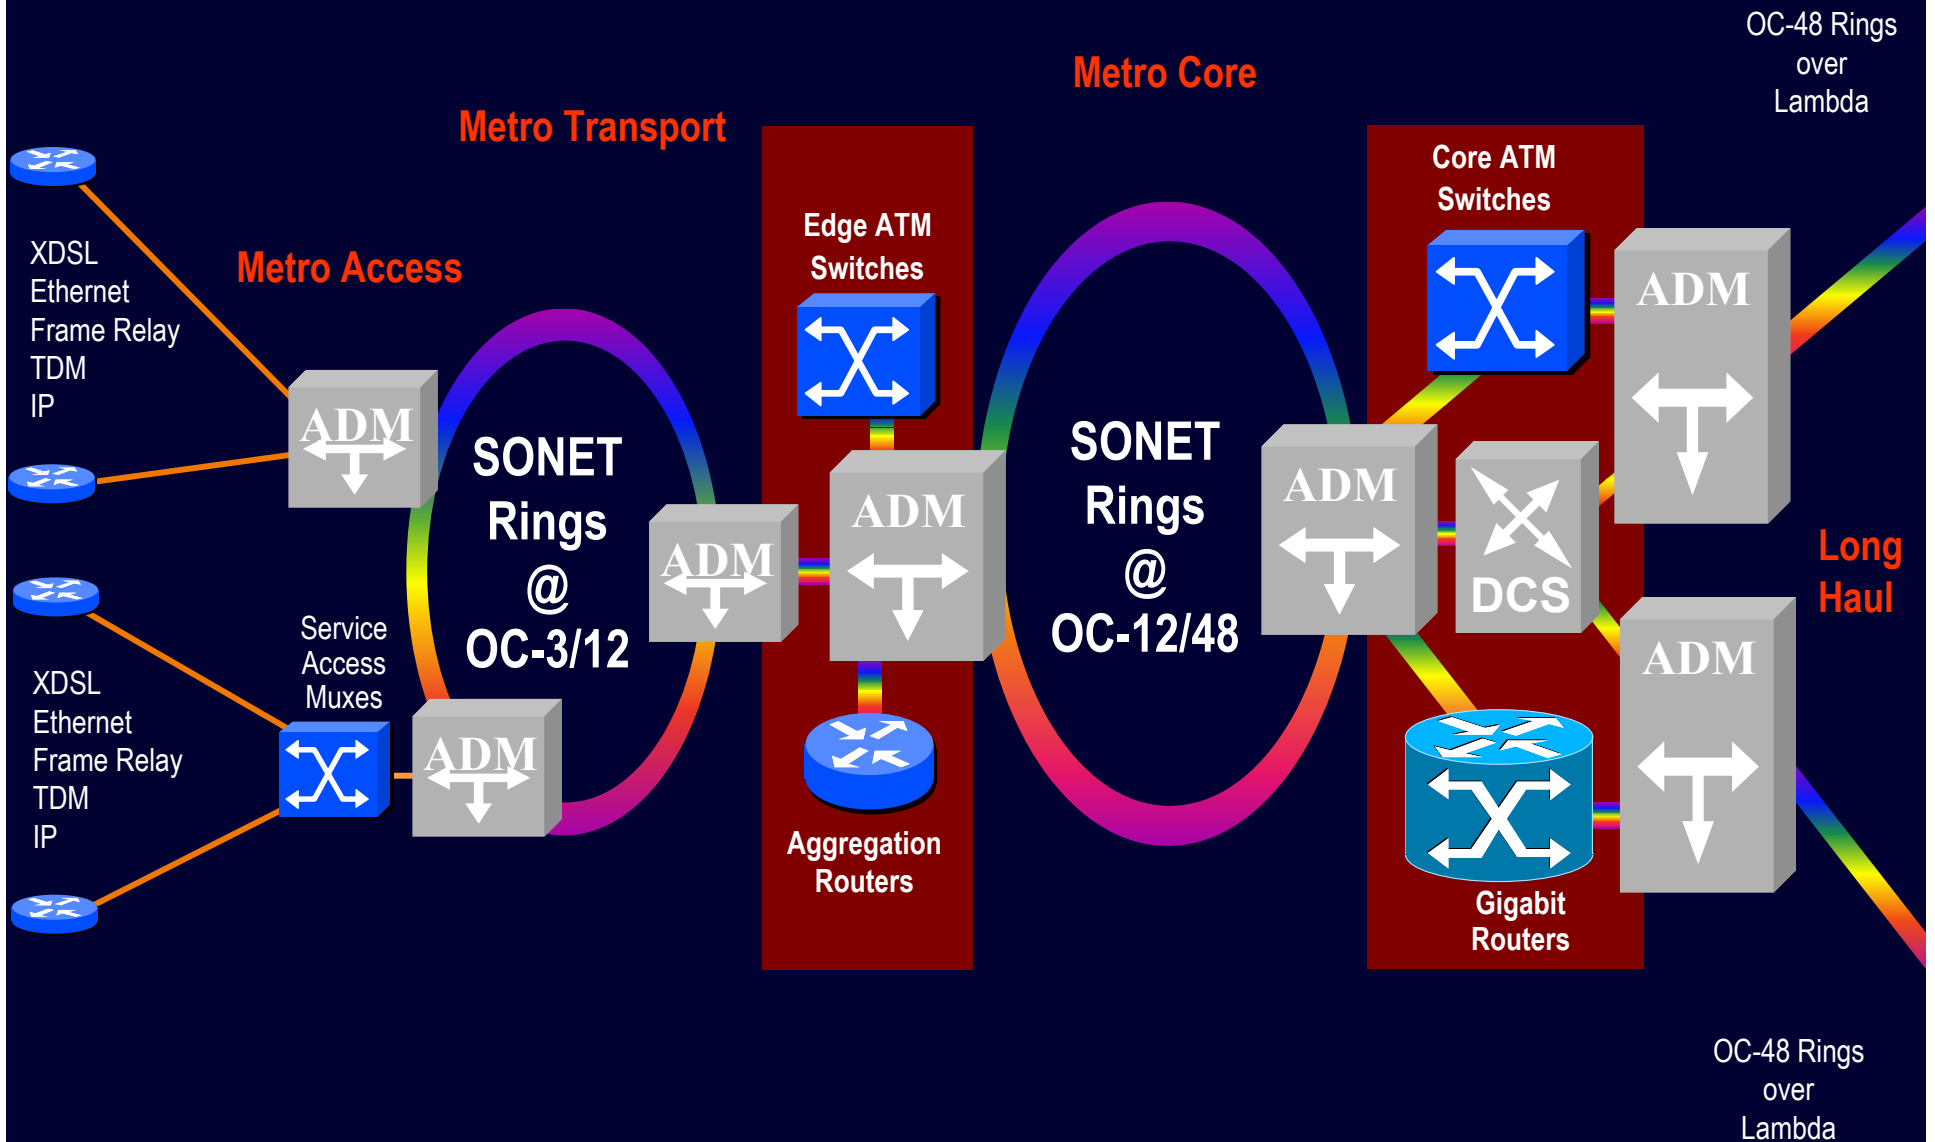 OC-48 Rings
over
Lambda
Metro Core
Metro Transport
Metro Access
XDSL
Ethernet
Frame Relay
TDM
IP
ADM
SONET
Rings
@
OC-3/12
ADM
Service
Access
Muxes
XDSL
Ethernet
Frame Relay
TDM
IP
ADM
Edge ATM
Switches
ADM
Aggregation
Routers
SONET
Rings
@
OC-12/48
ADM
Core ATM
Switches
ADM
DCS
Long
Haul
ADM
Gigabit
Routers
OC-48 Rings
over
Lambda